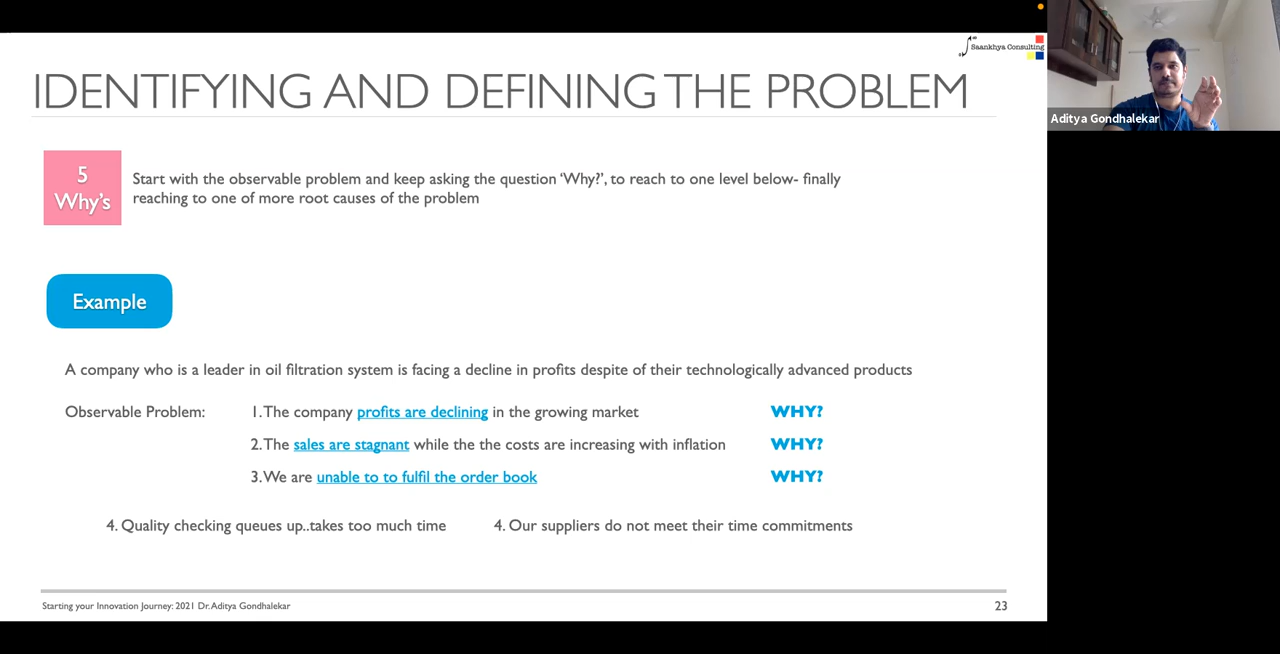 Saankhya Consulting
IDENTIFYING AND DEFINING THE PROBLEM
Aditya Gondhalekar
5
Why's
Start with the observable problem and keep asking the question ‘Why?’, to reach to one level below- finally
reaching to one of more root causes of the problem
Example
A company who is a leader in oil filtration system is facing a decline in profits despite of their technologically advanced products
Observable Problem: 1. The company profits are declining in the growing market WHY?
2. The sales are stagnant while the the costs are increasing with inflation WHY?
3. We are unable to to fulfil the order book WHY?
4. Quality checking queues up..takes too much time 4. Our suppliers do not meet their time commitments
Starting your Innovation Journey: 2021 Dr. Aditya Gondhalekar 23